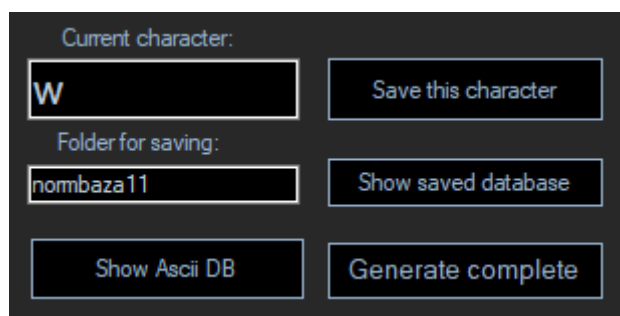 Current character:
w
Save this character
Folder for saving:
normbaza11
Show saved database
Show Ascii DB
Generate complete